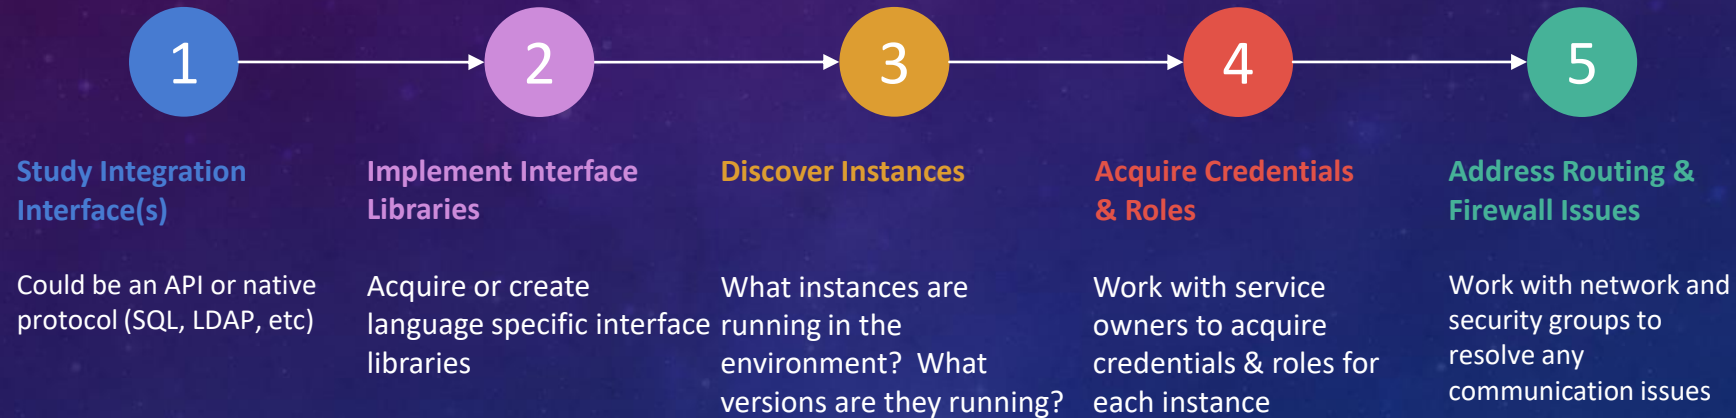 1
2
3
4
5
Study Integration
Interface(s)
Could be an API or native
protocol (SQL, LDAP, etc)
Implement Interface
Libraries
Acquire or create
language specific interface
libraries
Discover Instances
What instances are
running in the
environment?  What
versions are they running?
Acquire Credentials
& Roles
Work with service
owners to acquire
credentials & roles for
each instance
Address Routing &
Firewall Issues
Work with network and
security groups to
resolve any
communication issues